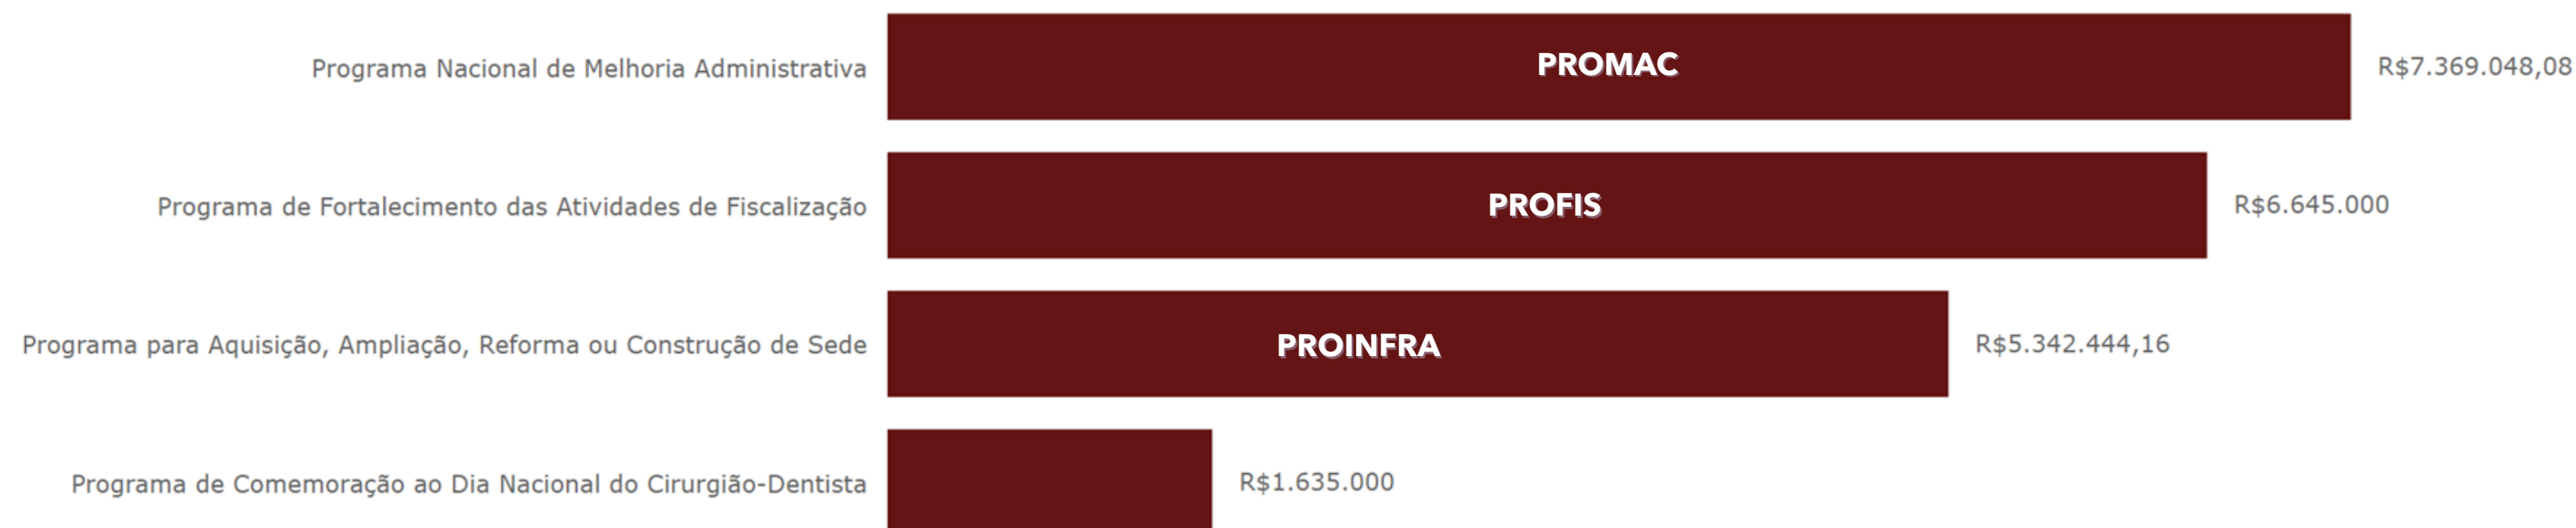 Programa Nacional de Melhoria Administrativa
PROMAC
R$7.369.048,08
Programa de Fortalecimento das Atividades de Fiscalização
PROFIS
R$6.645.000
Programa para Aquisição, Ampliação, Reforma ou Construção de Sede
PROINFRA
R$5.342.444,16
Programa de Comemoração ao Dia Nacional do Cirurgião-Dentista
R$1.635.000